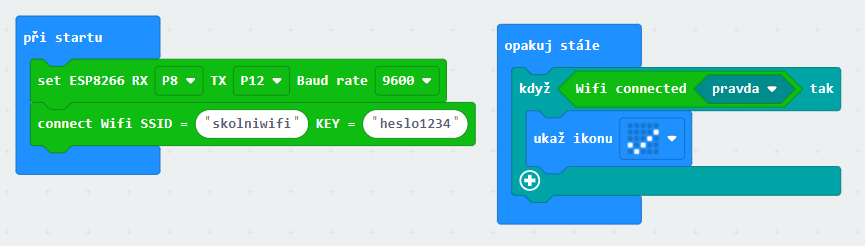 při startu
set ESP8266 RX P8 TX P12 Baud rate 9600
connect Wifi SSID = "skolniwifi" KEY = "heslo1234"
opakuj stále
když Wifi connected pravda tak
ukaž ikonu